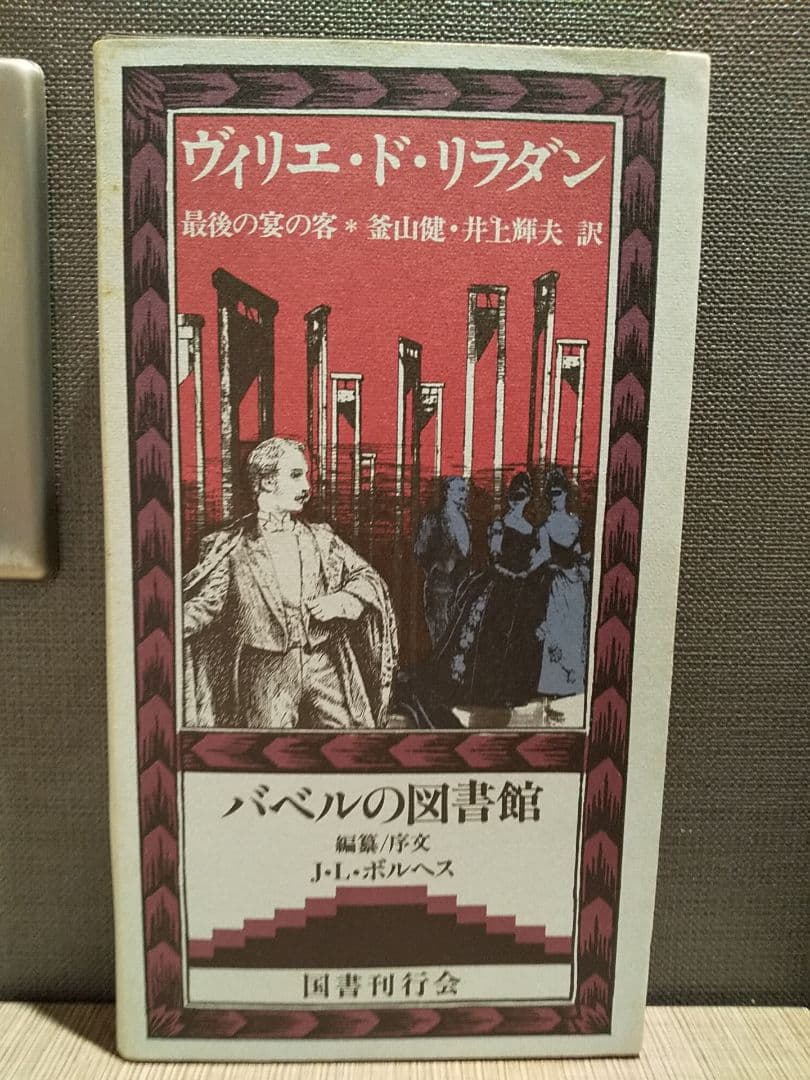 ヴィリエ・ド・リラダン
最後の宴の客＊釜山健・井上輝夫 訳
バベルの図書館
編纂/序文
J・L・ボルヘス
国書刊行会